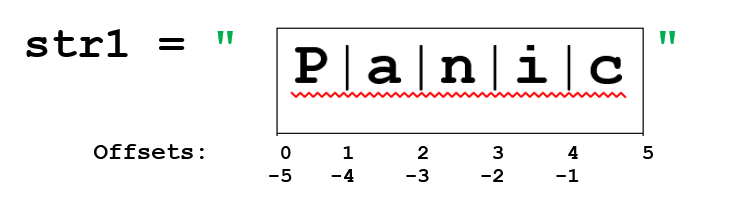 str1 = " P|a|n|i|c "
Offsets: 0 1 2 3 4 5
-5 -4 -3 -2 -1